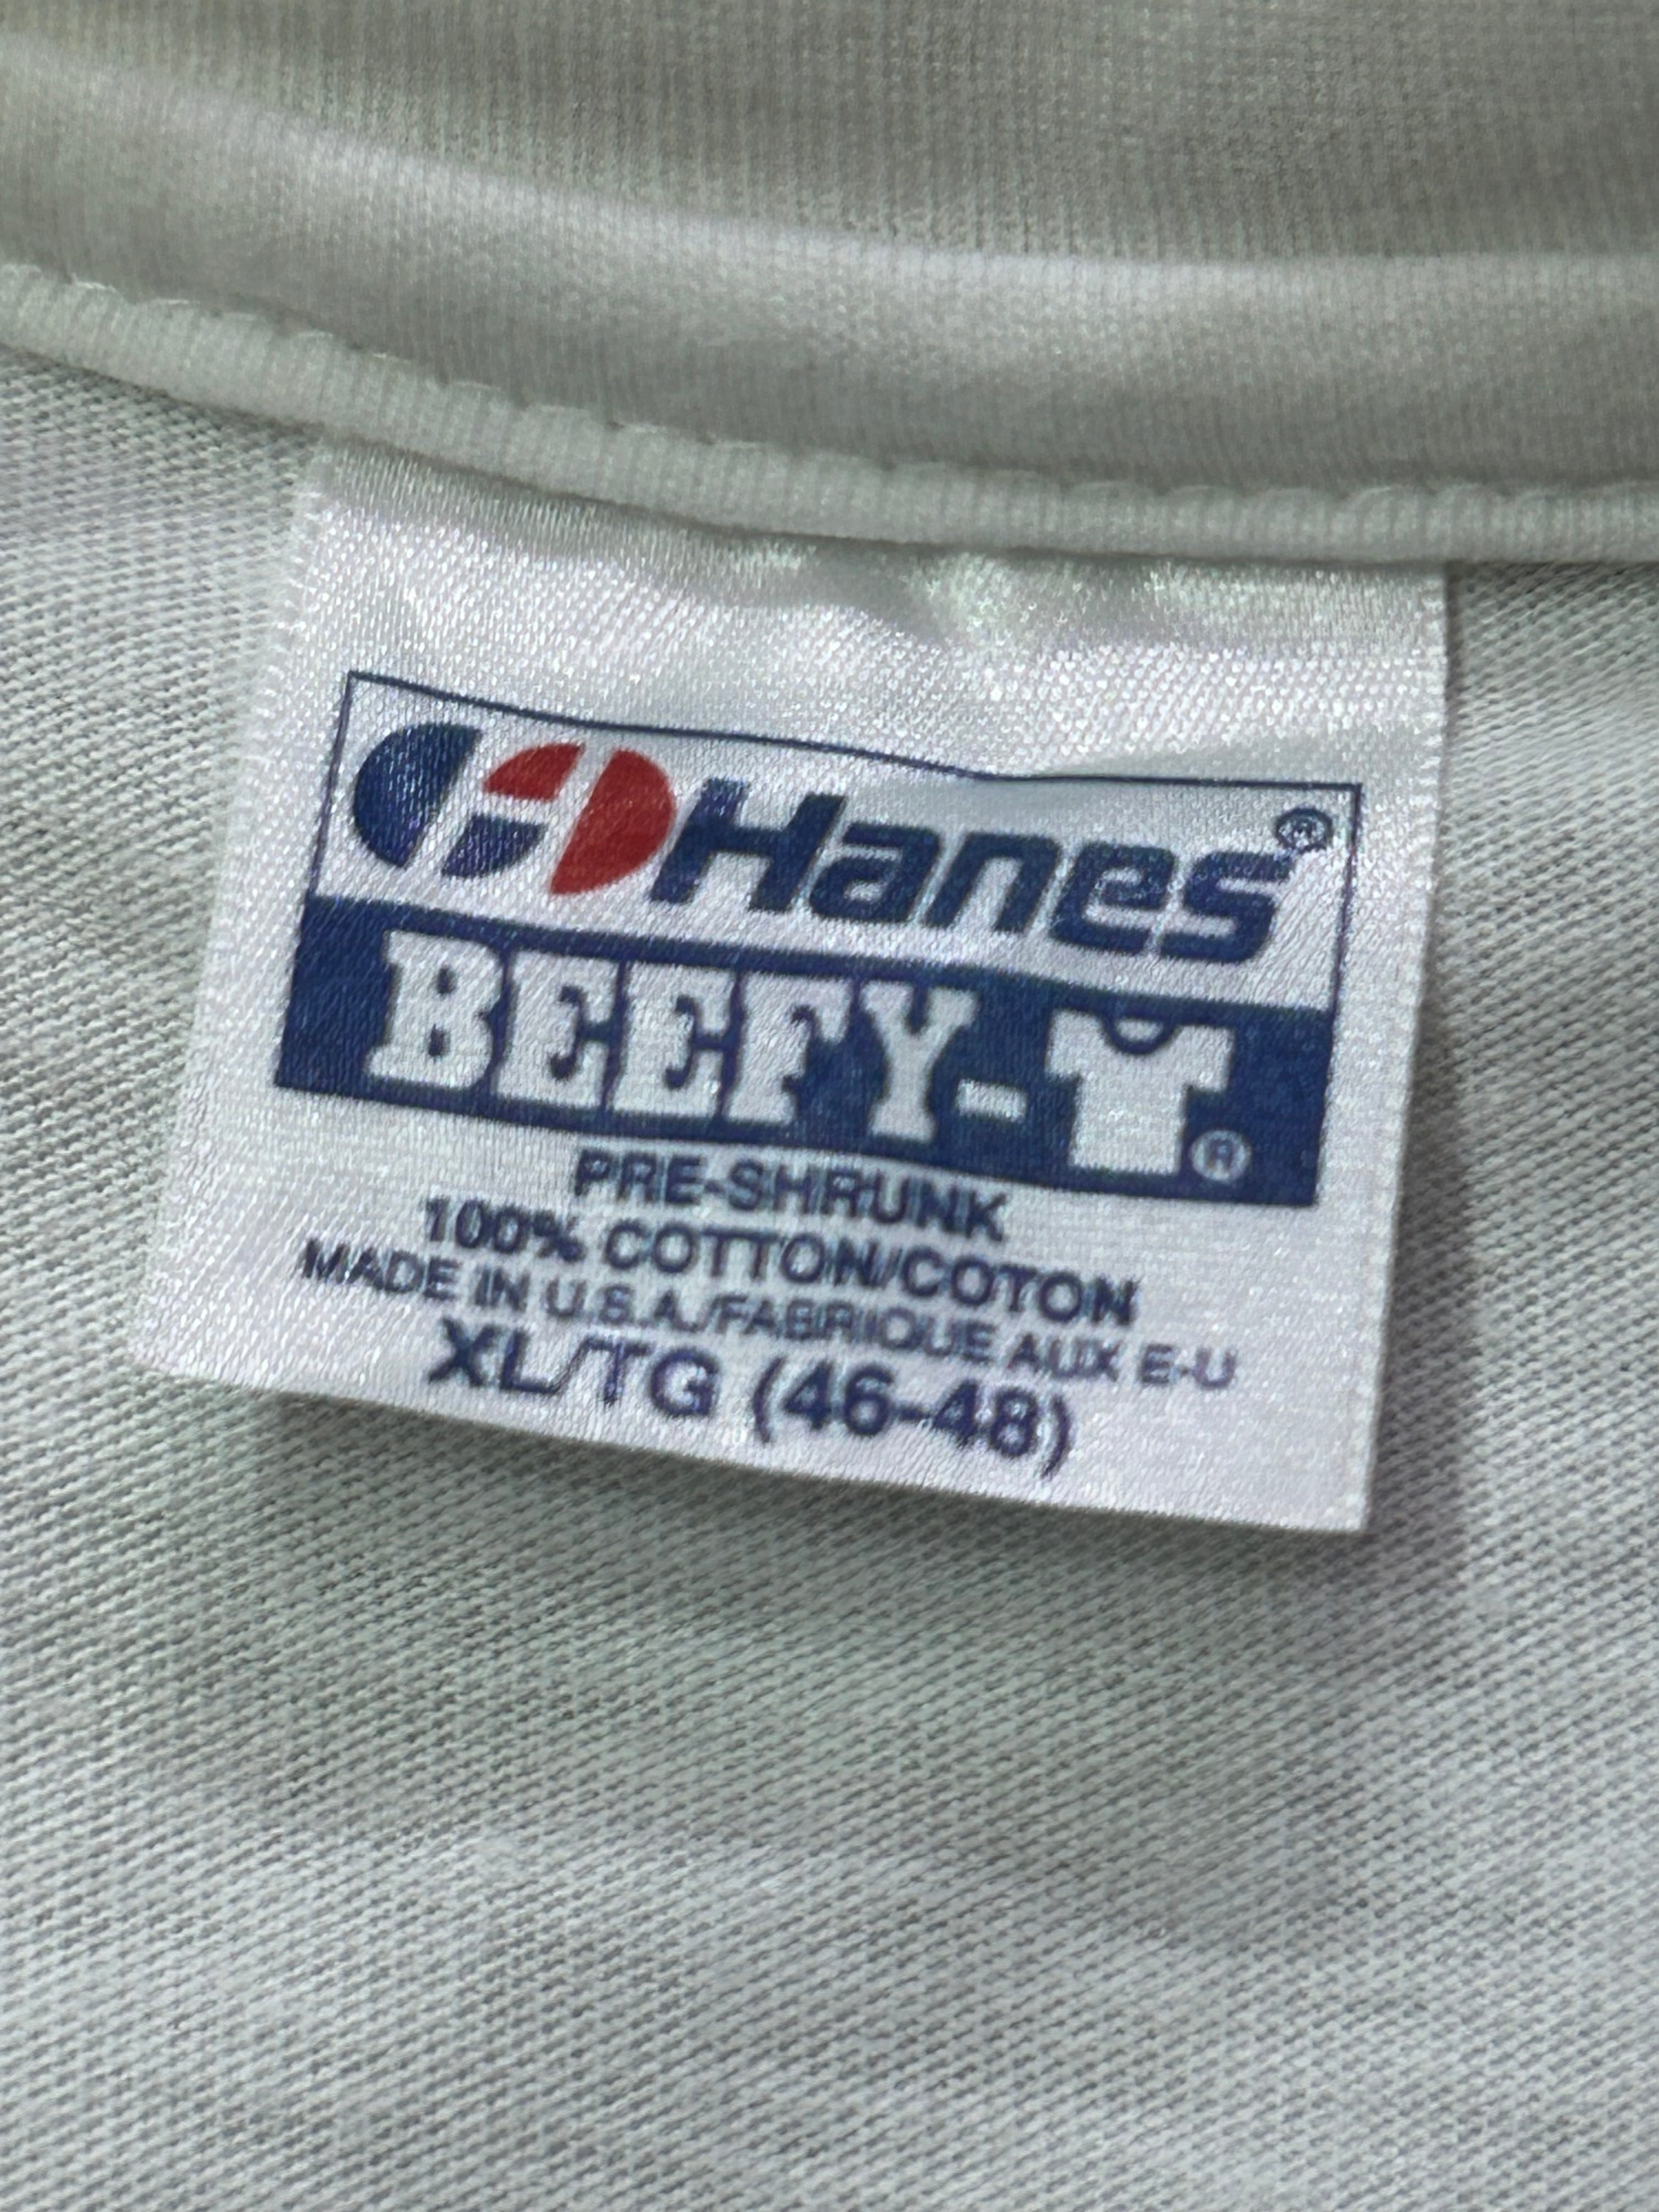 Hanes®
BEEFY-T®
PRE-SHRUNK
100% COTTON/COTON
MADE IN U.S.A./FABRIQUE AUX E-U
XL/TG (46-48)